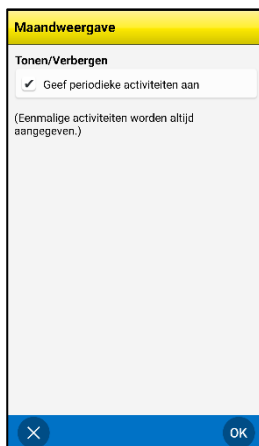 Maandweergave
Tonen/Verbergen
✔ Geef periodieke activiteiten aan
(Eenmalige activiteiten worden altijd
aangegeven.)
OK